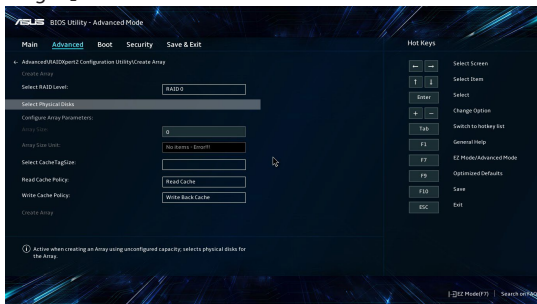 ASUS BIOS Utility - Advanced Mode
Main Advanced Boot Security Save & Exit
Hot Keys
← Advanced\RAIDXpert2 Configuration Utility\Create Array
Create Array
Select RAID Level: RAID 0
Select Physical Disks
Configure Array Parameters:
Array Size: 0
Array Size Unit: No items - Error!!!
Select CacheTagSize:
Read Cache Policy: Read Cache
Write Cache Policy: Write Back Cache
Create Array
← → Select Screen
↑ ↓ Select Item
Enter Select
+ − Change Option
Tab Switch to hotkey list
F1 General Help
F7 EZ Mode/Advanced Mode
F9 Optimized Defaults
F10 Save
ESC Exit
Active when creating an Array using unconfigured capacity; selects physical disks for
the Array.
EZ Mode(F7) | Search on FAQ